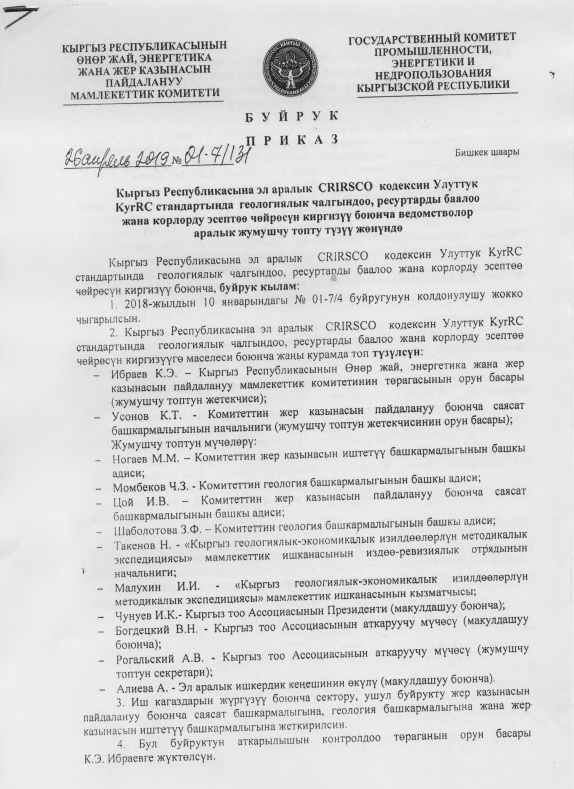 КЫРГЫЗ РЕСПУБЛИКАСЫНЫН
ӨНӨР ЖАЙ, ЭНЕРГЕТИКА
ЖАНА ЖЕР КАЗЫНАСЫН
ПАЙДАЛАНУУ
МАМЛЕКЕТТИК КОМИТЕТИ
ГОСУДАРСТВЕННЫЙ КОМИТЕТ
ПРОМЫШЛЕННОСТИ,
ЭНЕРГЕТИКИ И
НЕДРОПОЛЬЗОВАНИЯ
КЫРГЫЗСКОЙ РЕСПУБЛИКИ
БУЙРУК
ПРИКАЗ
26 апрель 2019 № 01-7/131
Бишкек шаары
Кыргыз Республикасына эл аралык CRIRSCO кодексин Улуттук
KyrRC стандартында геологиялык чалгындоо, ресуртарды баалоо
жана корлорду эсептөө чөйрөсүн киргизүү боюнча ведомстволор
аралык жумушчу топту түзүү жөнүндө
Кыргыз Республикасына эл аралык CRIRSCO кодексин Улуттук KyrRC
стандартында геологиялык чалгындоо, ресуртарды баалоо жана корлорду эсептөө
чөйрөсүн киргизүү боюнча, буйрук кылам:
1. 2018-жылдын 10 январындагы № 01-7/4 буйругунун колдонулушу жокко
чыгарылсын.
2. Кыргыз Республикасына эл аралык CRIRSCO кодексин Улуттук KyrRC
стандартында геологиялык чалгындоо, ресуртарды баалоо жана корлорду эсептөө
чөйрөсүн киргизүүгө маселеси боюнча жаңы курамда топ түзүлсүн:
– Ибраев К.Э. – Кыргыз Республикасынын Өнөр жай, энергетика жана жер
казынасын пайдалануу мамлекеттик комитетинин төрагасынын орун басары
(жумушчу топтун жетекчиси);
– Усонов К.Т. - Комитеттин жер казынасын пайдалануу боюнча саясат
башкармалыгынын начальниги (жумушчу топтун жетекчисинин орун басары);
Жумушчу топтун мүчөлөрү:
– Ногаев М.М. – Комитеттин жер казынасын иштетүү башкармалыгынын башкы
адиси;
– Момбеков Ч.З. - Комитеттин геология башкармалыгынын башкы адиси;
– Цой И.В. – Комитеттин жер казынасын пайдалануу боюнча саясат
башкармалыгынын башкы адиси;
– Шаболотова З.Ф. – Комитеттин геология башкармалыгынын башкы адиси;
– Такенов Н. - «Кыргыз геологиялык-экономикалык изилдөөлөрлүн методикалык
экспедициясы» мамлекеттик ишканасынын издөө-ревизиялык отрядынын
начальниги;
– Малухин И.И. - «Кыргыз геологиялык-экономикалык изилдөөлөрлүн
методикалык экспедициясы» мамлекеттик ишканасынын кызматчысы;
– Чунуев И.К.- Кыргыз тоо Ассоциасынын Президенти (макулдашуу боюнча);
– Богдецкий В.Н. - Кыргыз тоо Ассоциасынын аткаруучу мүчөсү (макулдашуу
боюнча);
– Рогальский А.В. - Кыргыз тоо Ассоциасынын аткаруучу мүчөсү (жумушчу
топтун секретари);
– Алиева А. - Эл аралык ишкердик кеңешинин өкүлү (макулдашуу боюнча).
3. Иш кагаздарын жүргүзүү боюнча сектору, ушул буйрукту жер казынасын
пайдалануу боюнча саясат башкармалыгына, геология башкармалыгына жана жер
казынасын иштетүү башкармалыгына жеткирилсин.
4. Бул буйруктун аткарылышын контролдоо төраганын орун басары
К.Э. Ибраевге жүктөлсүн.